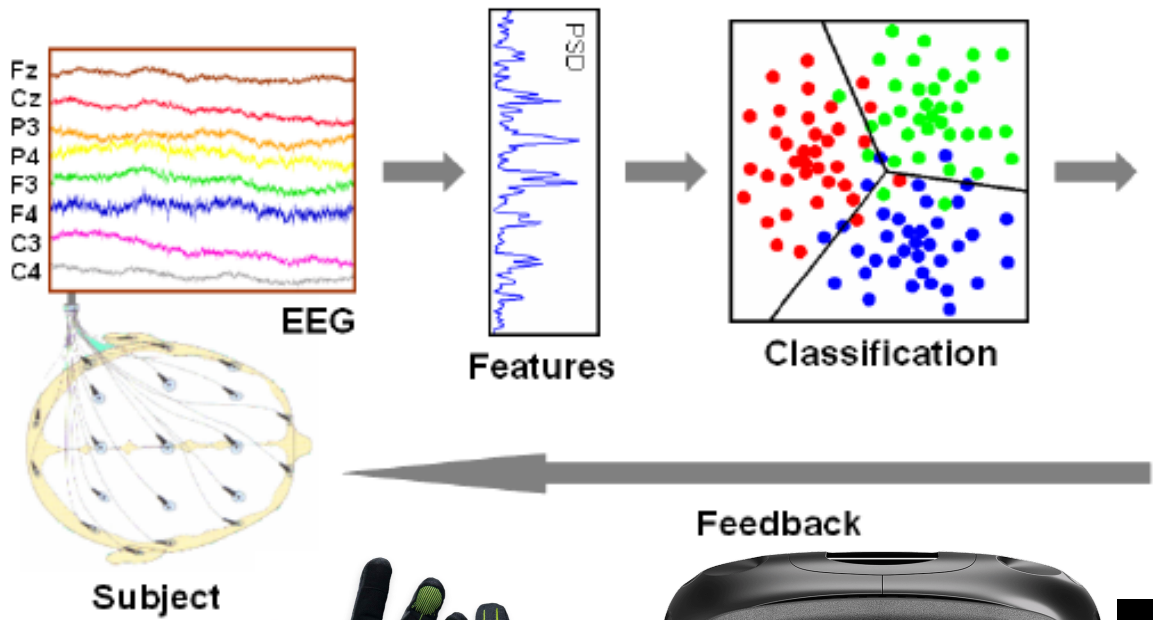 Fz
Cz
P3
P4
F3
F4
C3
C4
EEG
PSD
Features
Classification
Feedback
Subject